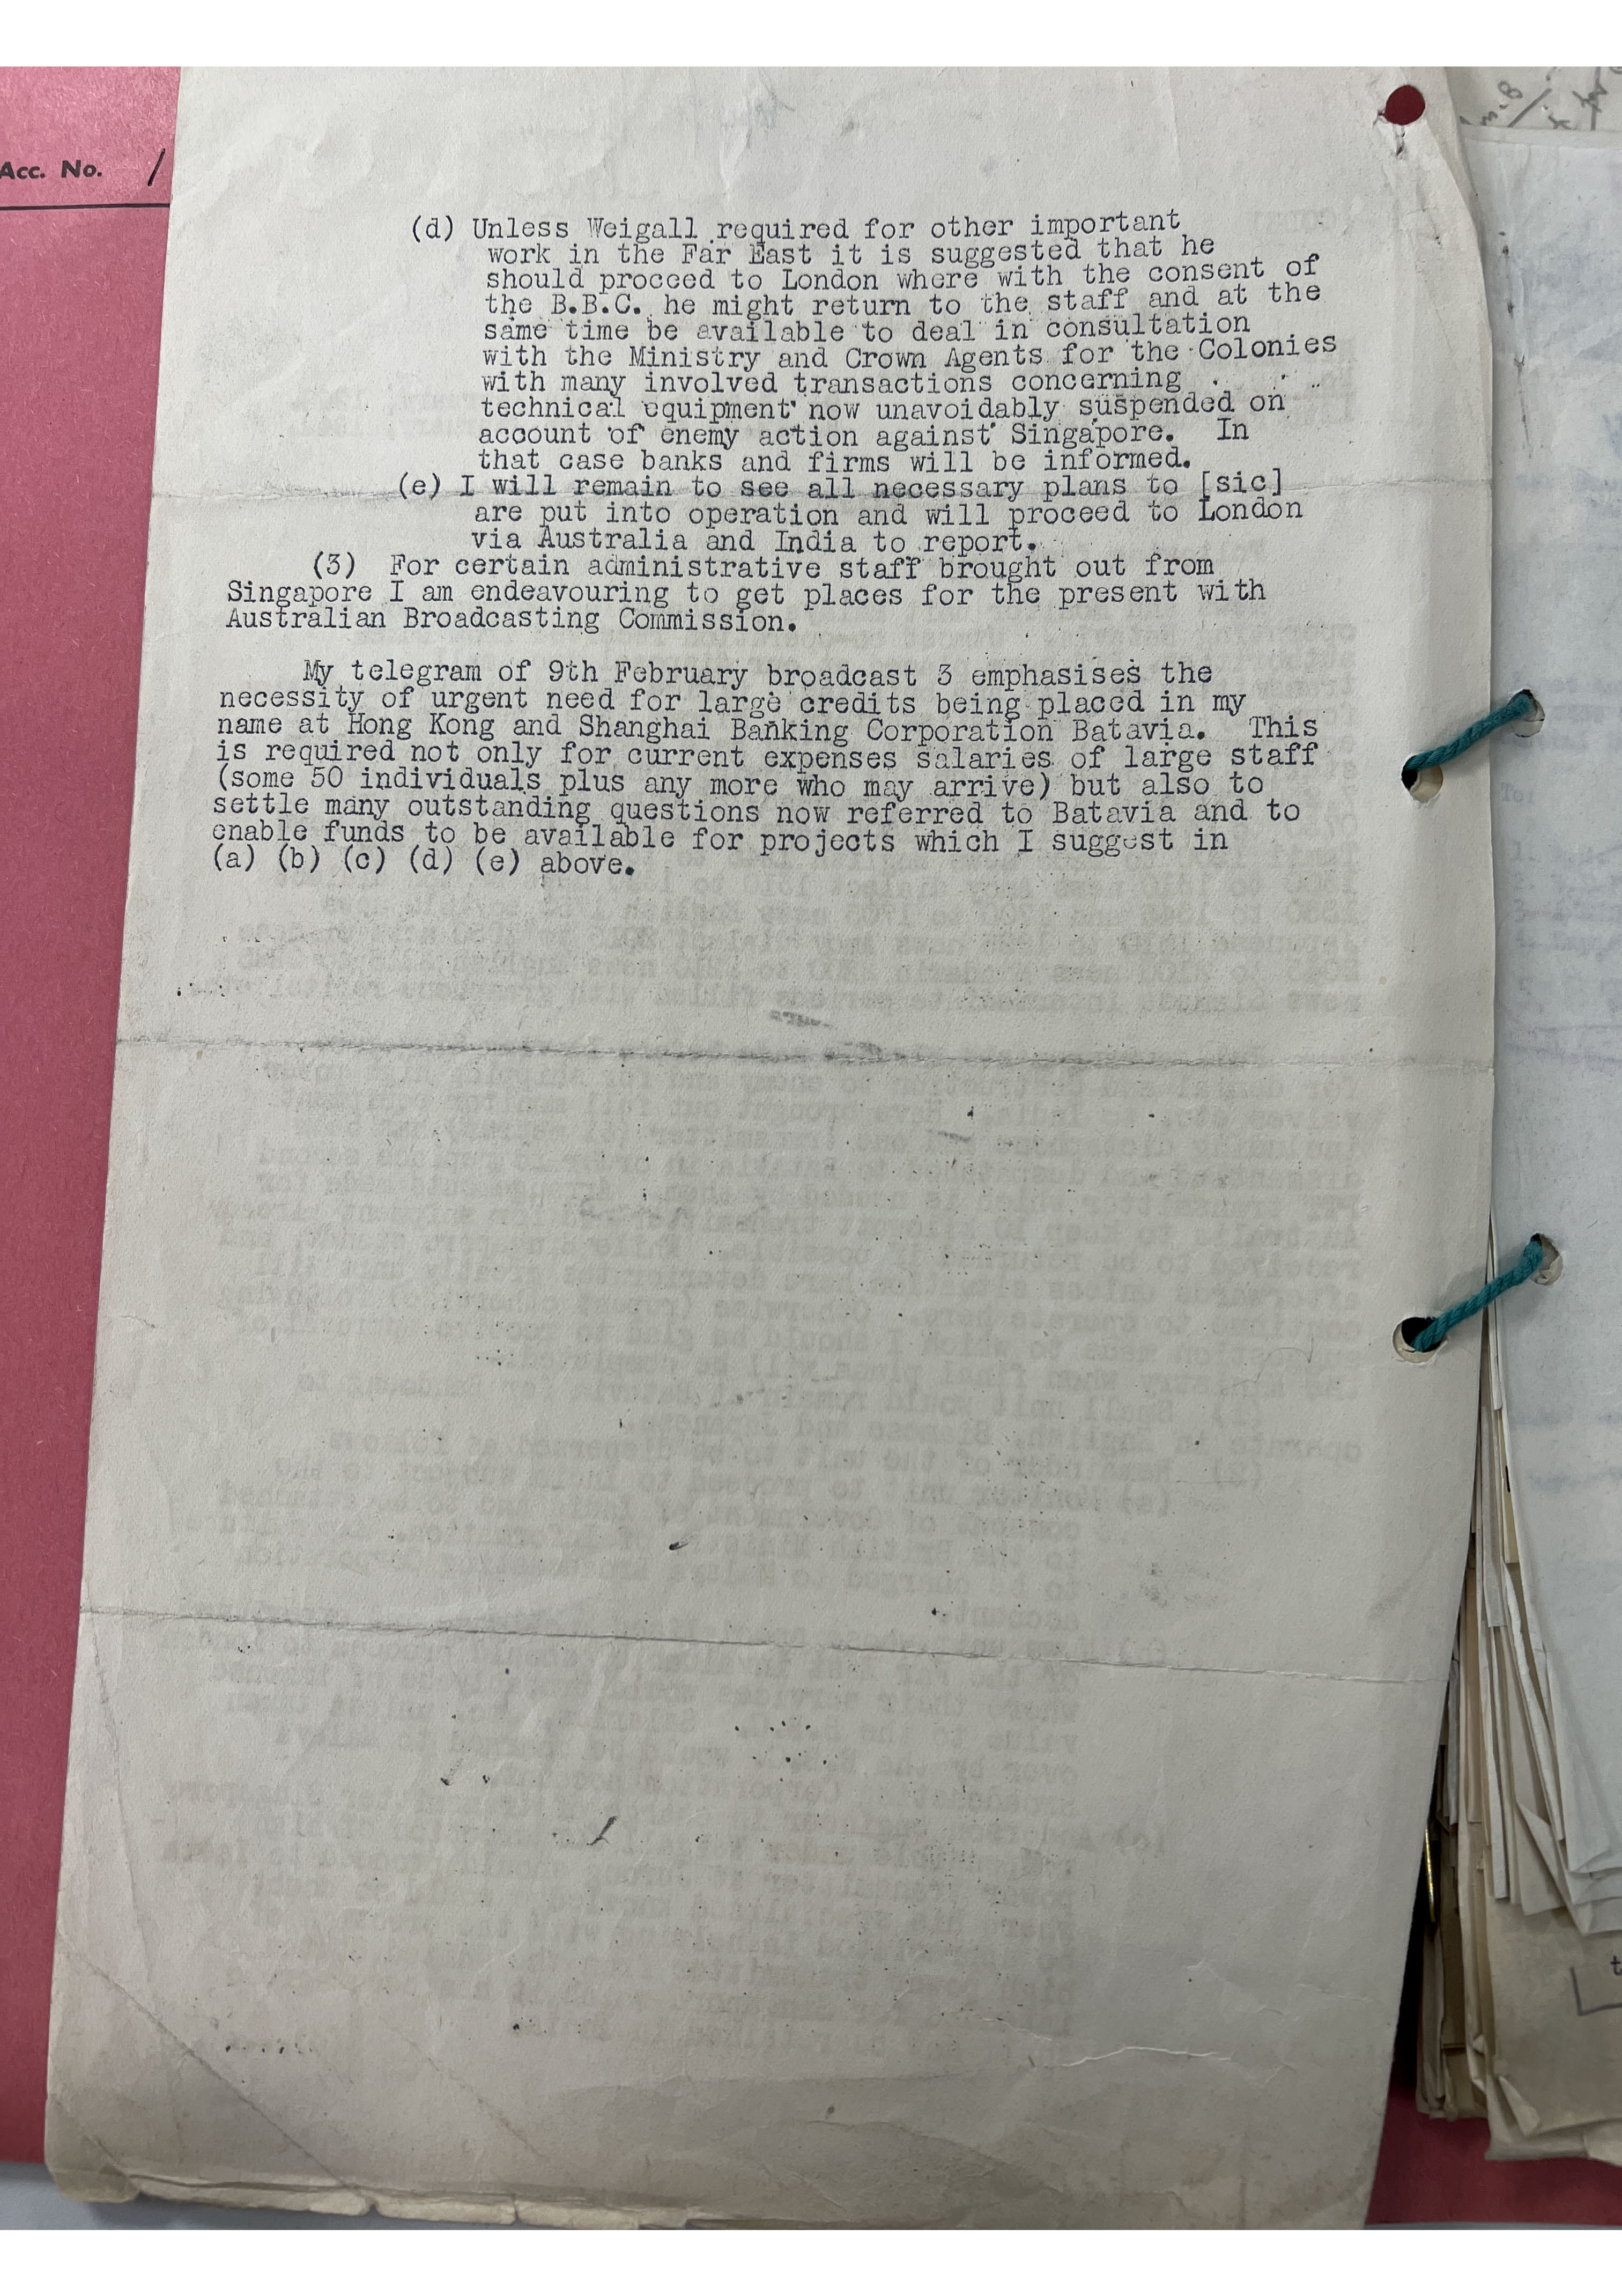 Acc. No. /
(d) Unless Weigall required for other important
work in the Far East it is suggested that he
should proceed to London where with the consent of
the B.B.C. he might return to the staff and at the
same time be available to deal in consultation
with the Ministry and Crown Agents for the Colonies
with many involved transactions concerning
technical equipment now unavoidably suspended on
account of enemy action against Singapore. In
that case banks and firms will be informed.
(e) I will remain to see all necessary plans to [sic]
are put into operation and will proceed to London
via Australia and India to report.
(3) For certain administrative staff brought out from
Singapore I am endeavouring to get places for the present with
Australian Broadcasting Commission.
My telegram of 9th February broadcast 3 emphasises the
necessity of urgent need for large credits being placed in my
name at Hong Kong and Shanghai Banking Corporation Batavia. This
is required not only for current expenses salaries of large staff
(some 50 individuals plus any more who may arrive) but also to
settle many outstanding questions now referred to Batavia and to
enable funds to be available for projects which I suggest in
(a) (b) (c) (d) (e) above.